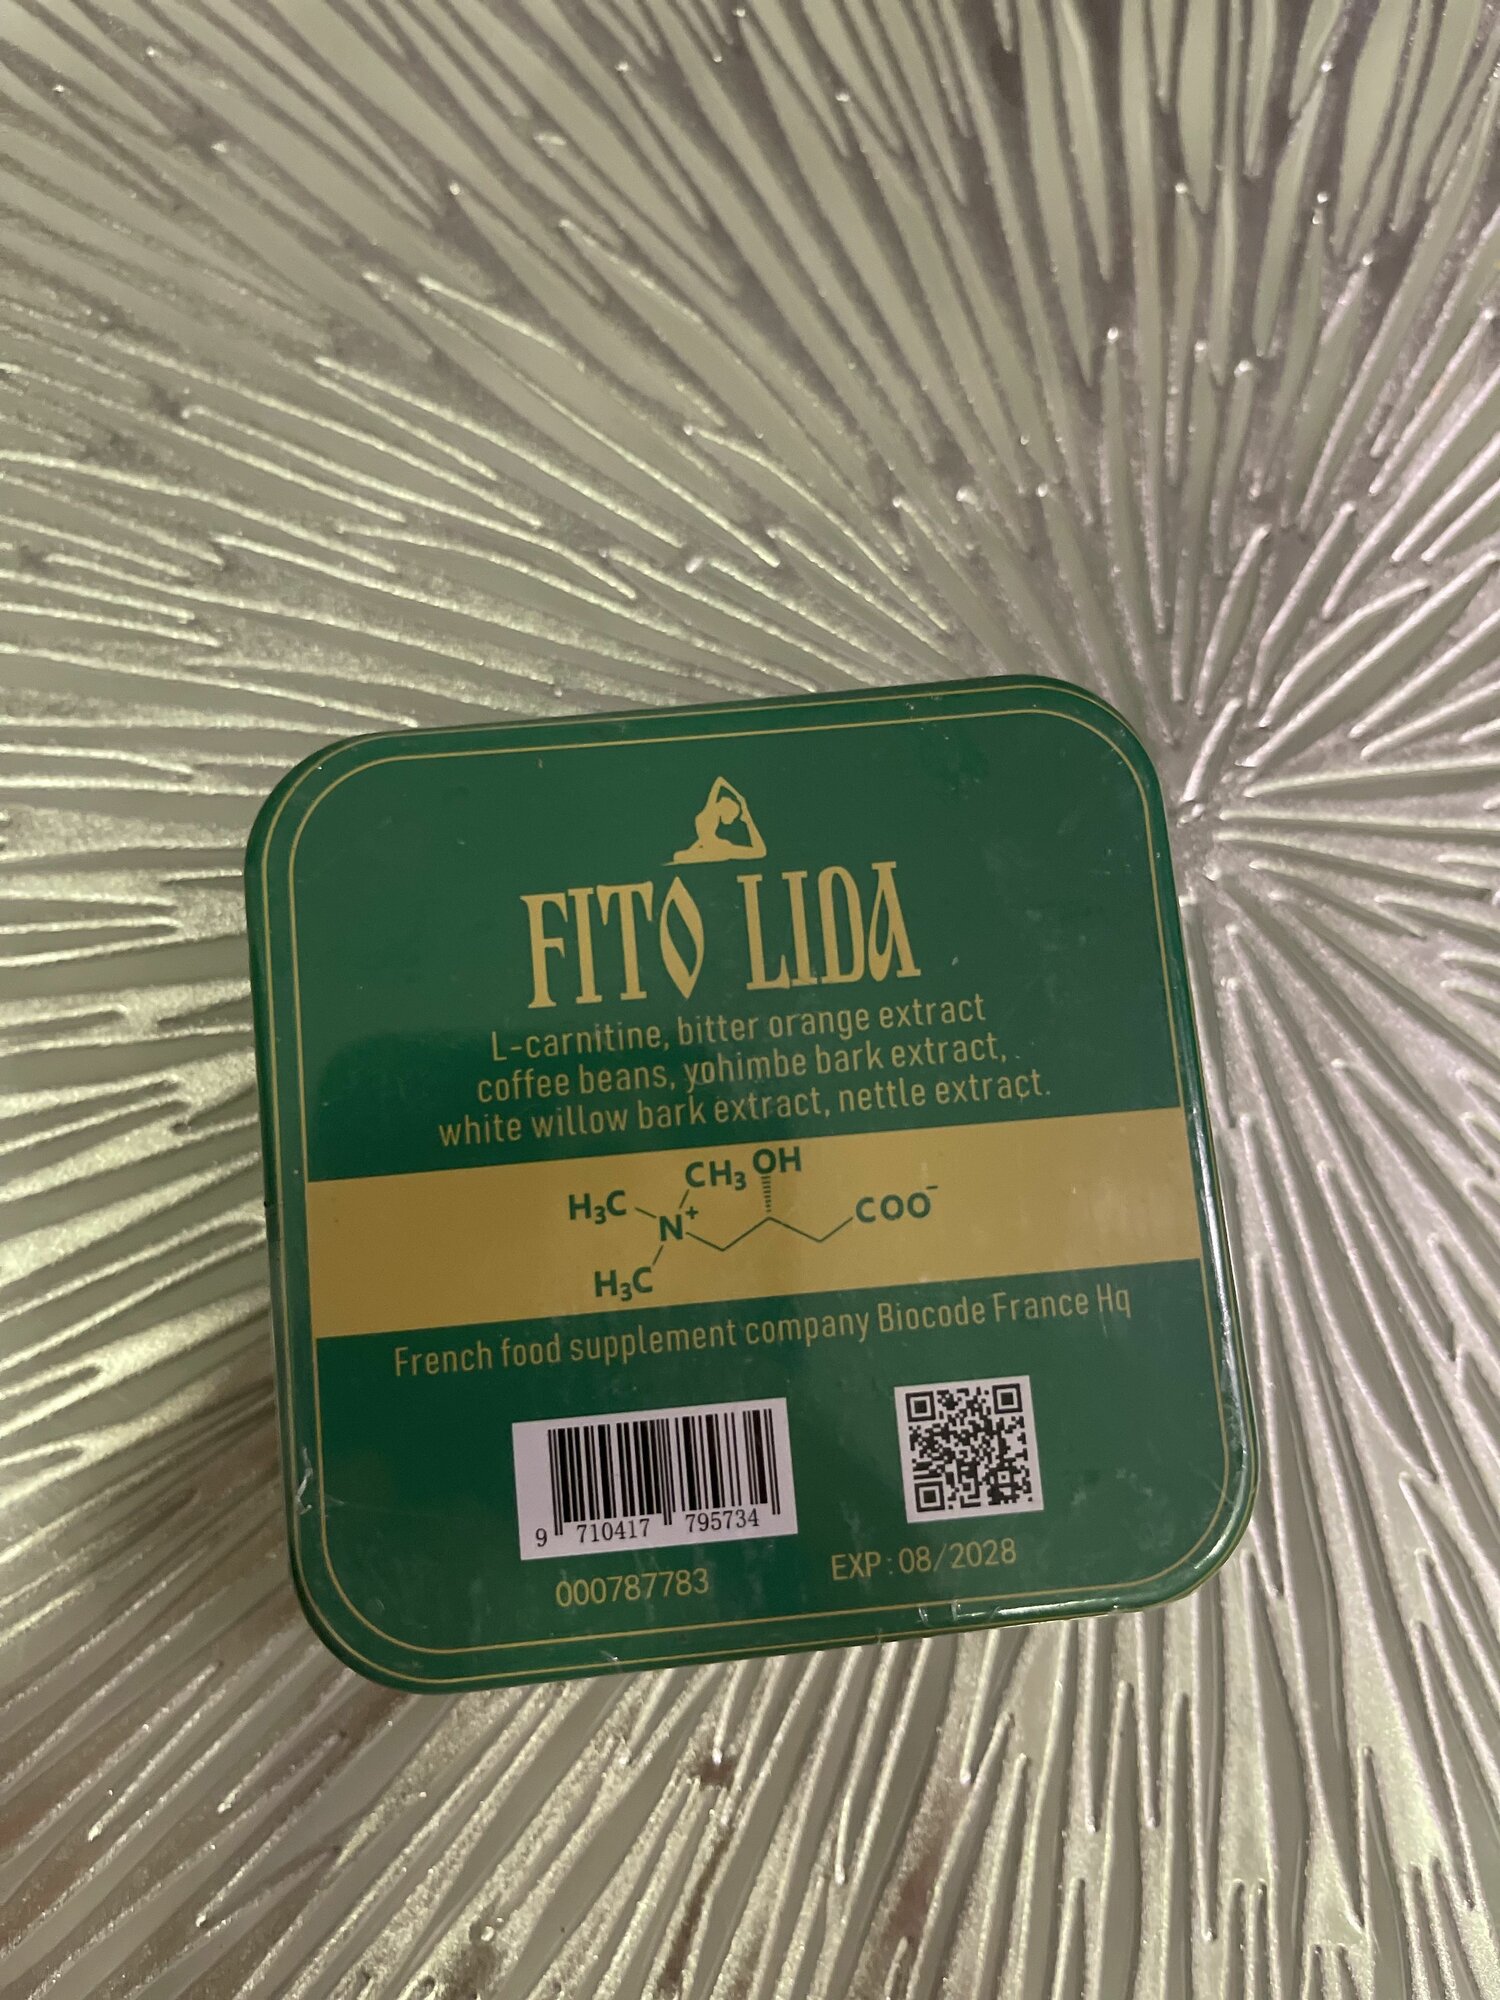 FITO LIDA
L-carnitine, bitter orange extract
coffee beans, yohimbe bark extract,
white willow bark extract, nettle extract.
CH3 OH
H3C
N+
COO-
H3C
French food supplement company Biocode France Hq
9 710417 795734
000787783
EXP: 08/2028